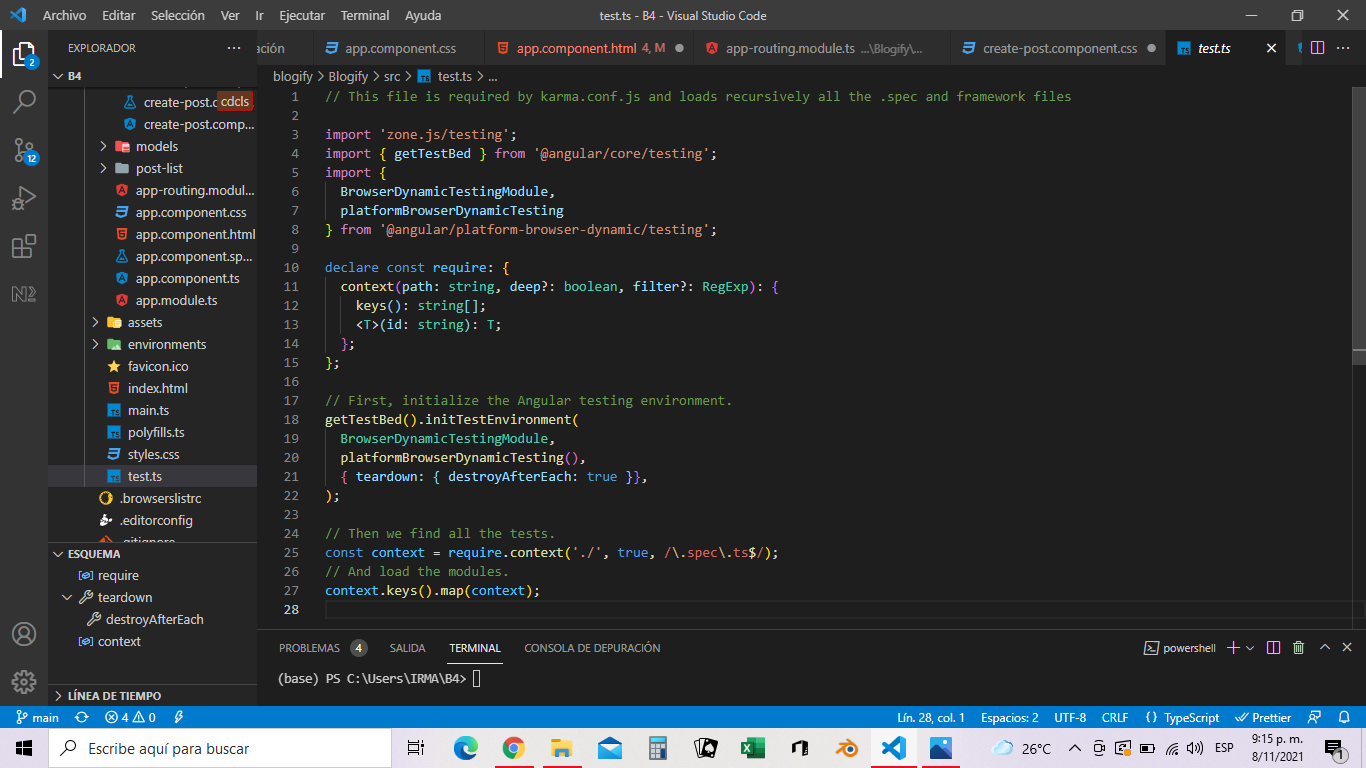 Archivo Editar Selección Ver Ir Ejecutar Terminal Ayuda
test.ts - B4 - Visual Studio Code
EXPLORADOR ...
ación
app.component.css
app.component.html 4, M
app-routing.module.ts ...\Blogify\...
create-post.component.css
test.ts
2
12
B4
create-post.c
cdcls
create-post.comp...
models
post-list
app-routing.modul...
app.component.css
app.component.html
app.component.sp...
app.component.ts
app.module.ts
assets
environments
favicon.ico
index.html
main.ts
polyfills.ts
styles.css
test.ts
.browserslistrc
.editorconfig
.gitignore
ESQUEMA
require
teardown
destroyAfterEach
context
LÍNEA DE TIEMPO
blogify > Blogify > src > test.ts > ...
1 // This file is required by karma.conf.js and loads recursively all the .spec and framework files
2
3 import 'zone.js/testing';
4 import { getTestBed } from '@angular/core/testing';
5 import {
6 BrowserDynamicTestingModule,
7 platformBrowserDynamicTesting
8 } from '@angular/platform-browser-dynamic/testing';
9
10 declare const require: {
11 context(path: string, deep?: boolean, filter?: RegExp): {
12 keys(): string[];
13 <T>(id: string): T;
14 };
15 };
16
17 // First, initialize the Angular testing environment.
18 getTestBed().initTestEnvironment(
19 BrowserDynamicTestingModule,
20 platformBrowserDynamicTesting(),
21 { teardown: { destroyAfterEach: true }},
22 );
23
24 // Then we find all the tests.
25 const context = require.context('./', true, /\.spec\.ts$/);
26 // And load the modules.
27 context.keys().map(context);
28
PROBLEMAS 4 SALIDA TERMINAL CONSOLA DE DEPURACIÓN
powershell
(base) PS C:\Users\IRMA\B4>
main 4 0
Lín. 28, col. 1 Espacios: 2 UTF-8 CRLF {} TypeScript Prettier
Escribe aquí para buscar
26°C
ESP
9:15 p. m.
8/11/2021
1